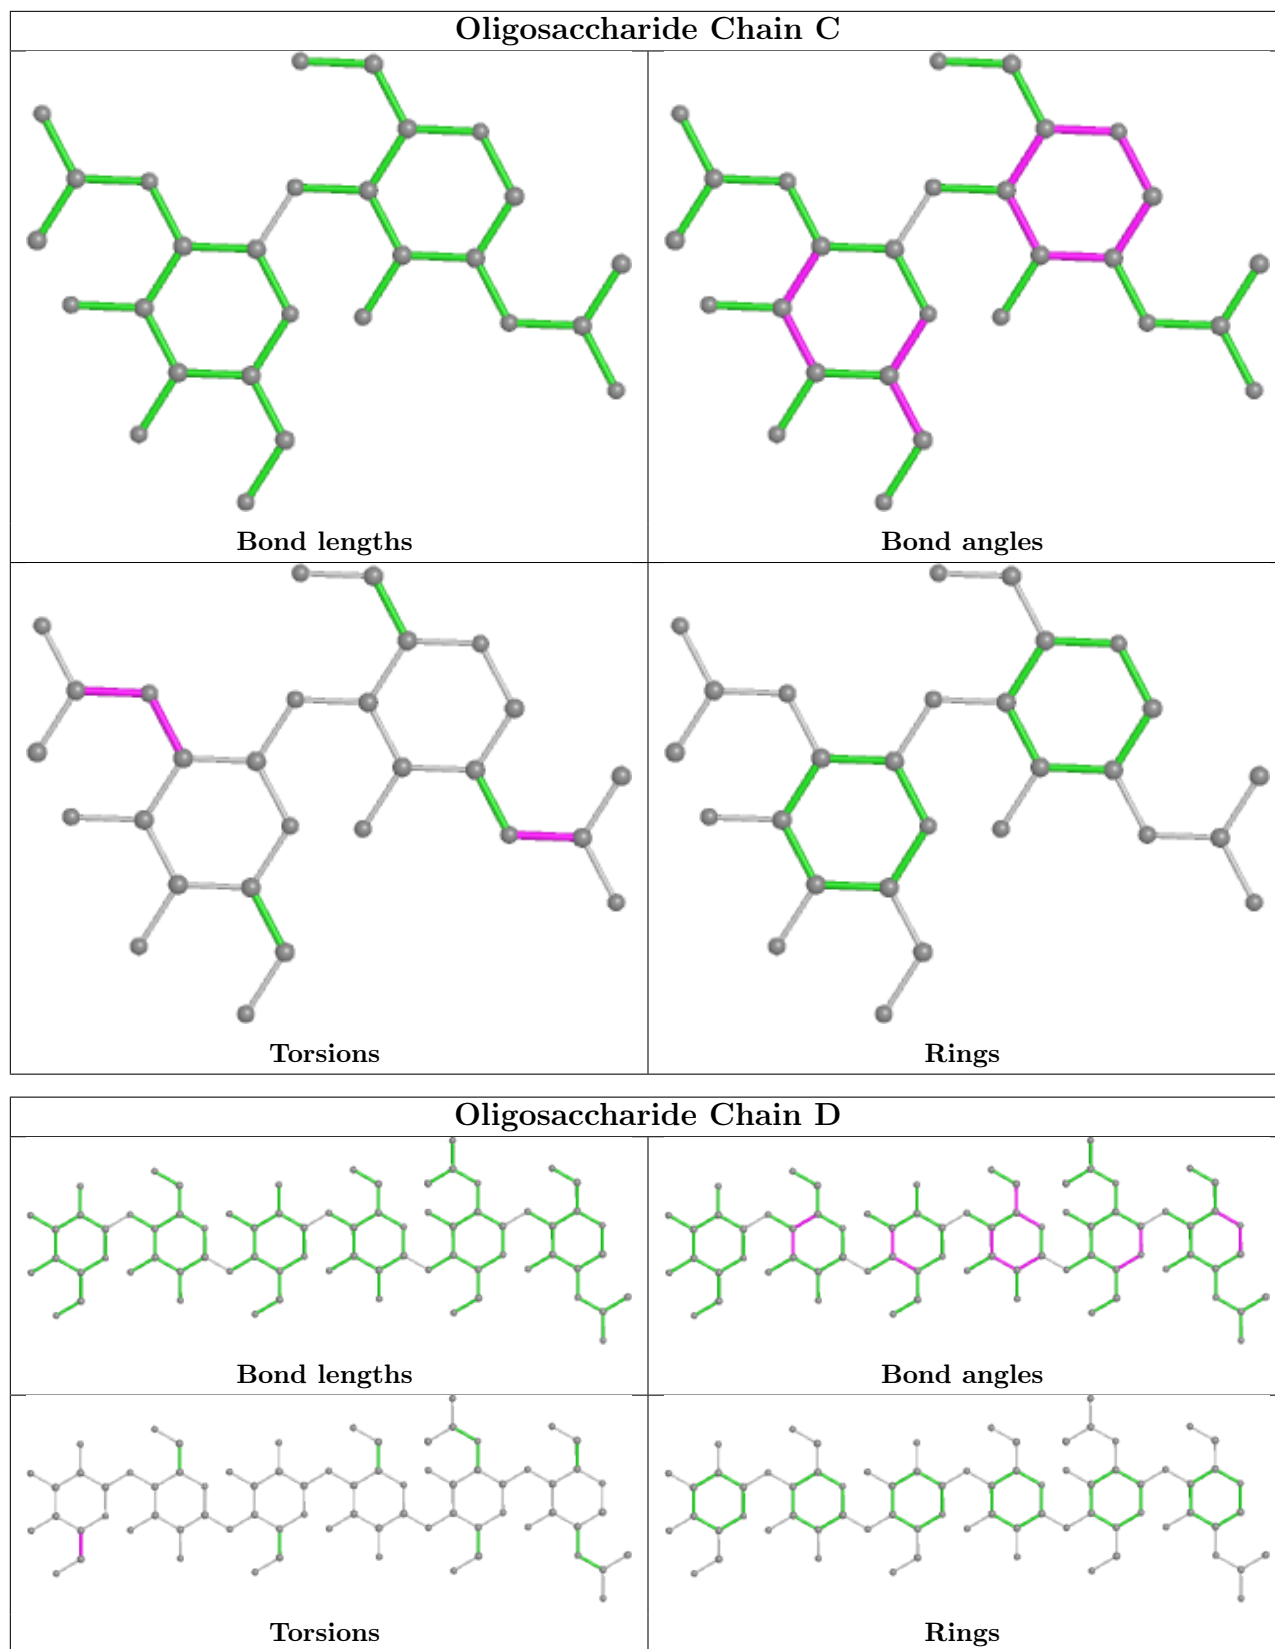 Oligosaccharide Chain C
Bond lengths
Bond angles
Torsions
Rings
Oligosaccharide Chain D
Bond lengths
Bond angles
Torsions
Rings